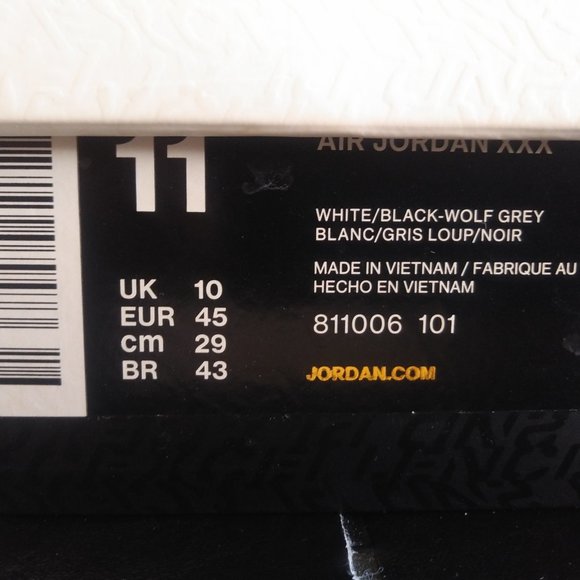 11
AIR JORDAN XXX
WHITE/BLACK-WOLF GREY
BLANC/GRIS LOUP/NOIR
MADE IN VIETNAM / FABRIQUE AU
HECHO EN VIETNAM
811006 101
JORDAN.COM
UK 10
EUR 45
cm 29
BR 43